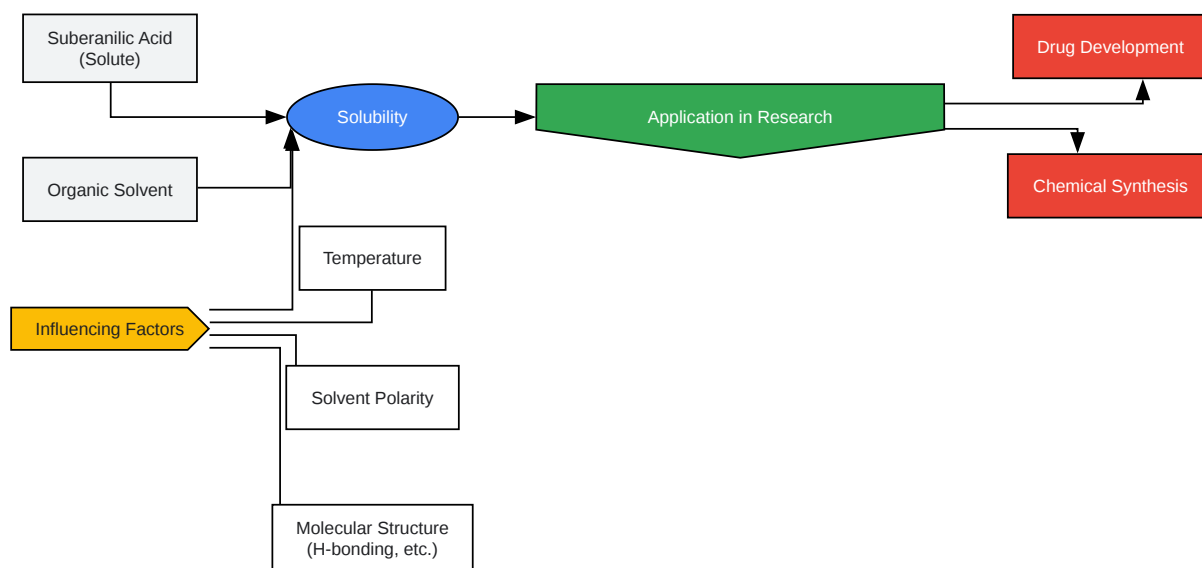 Suberanilic Acid
(Solute)
Drug Development
Solubility
Application in Research
Organic Solvent
Chemical Synthesis
Temperature
Influencing Factors
Solvent Polarity
Molecular Structure
(H-bonding, etc.)